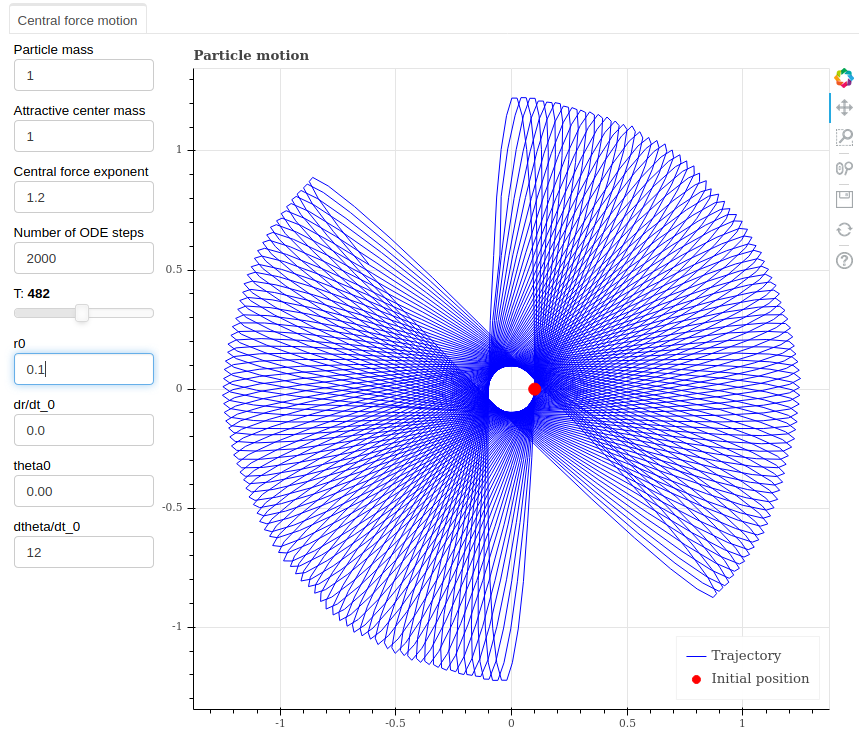 Central force motion
Particle mass
1
Attractive center mass
1
Central force exponent
1.2
Number of ODE steps
2000
T: 482
r0
0.1
dr/dt_0
0.0
theta0
0.00
dtheta/dt_0
12
Particle motion
1
0.5
0
-0.5
-1
-1
-0.5
0
0.5
1
Trajectory
Initial position